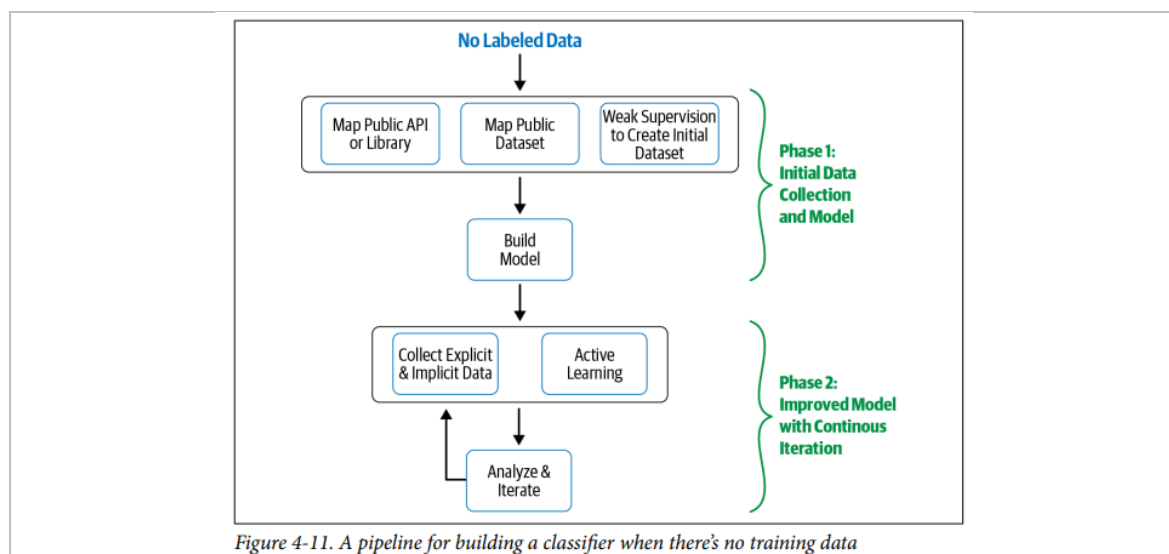 No Labeled Data
Map Public API
or Library
Map Public
Dataset
Weak Supervision
to Create Initial
Dataset
Phase 1:
Initial Data
Collection
and Model
Build
Model
Collect Explicit
& Implicit Data
Active
Learning
Phase 2:
Improved Model
with Continous
Iteration
Analyze &
Iterate
Figure 4-11. A pipeline for building a classifier when there's no training data